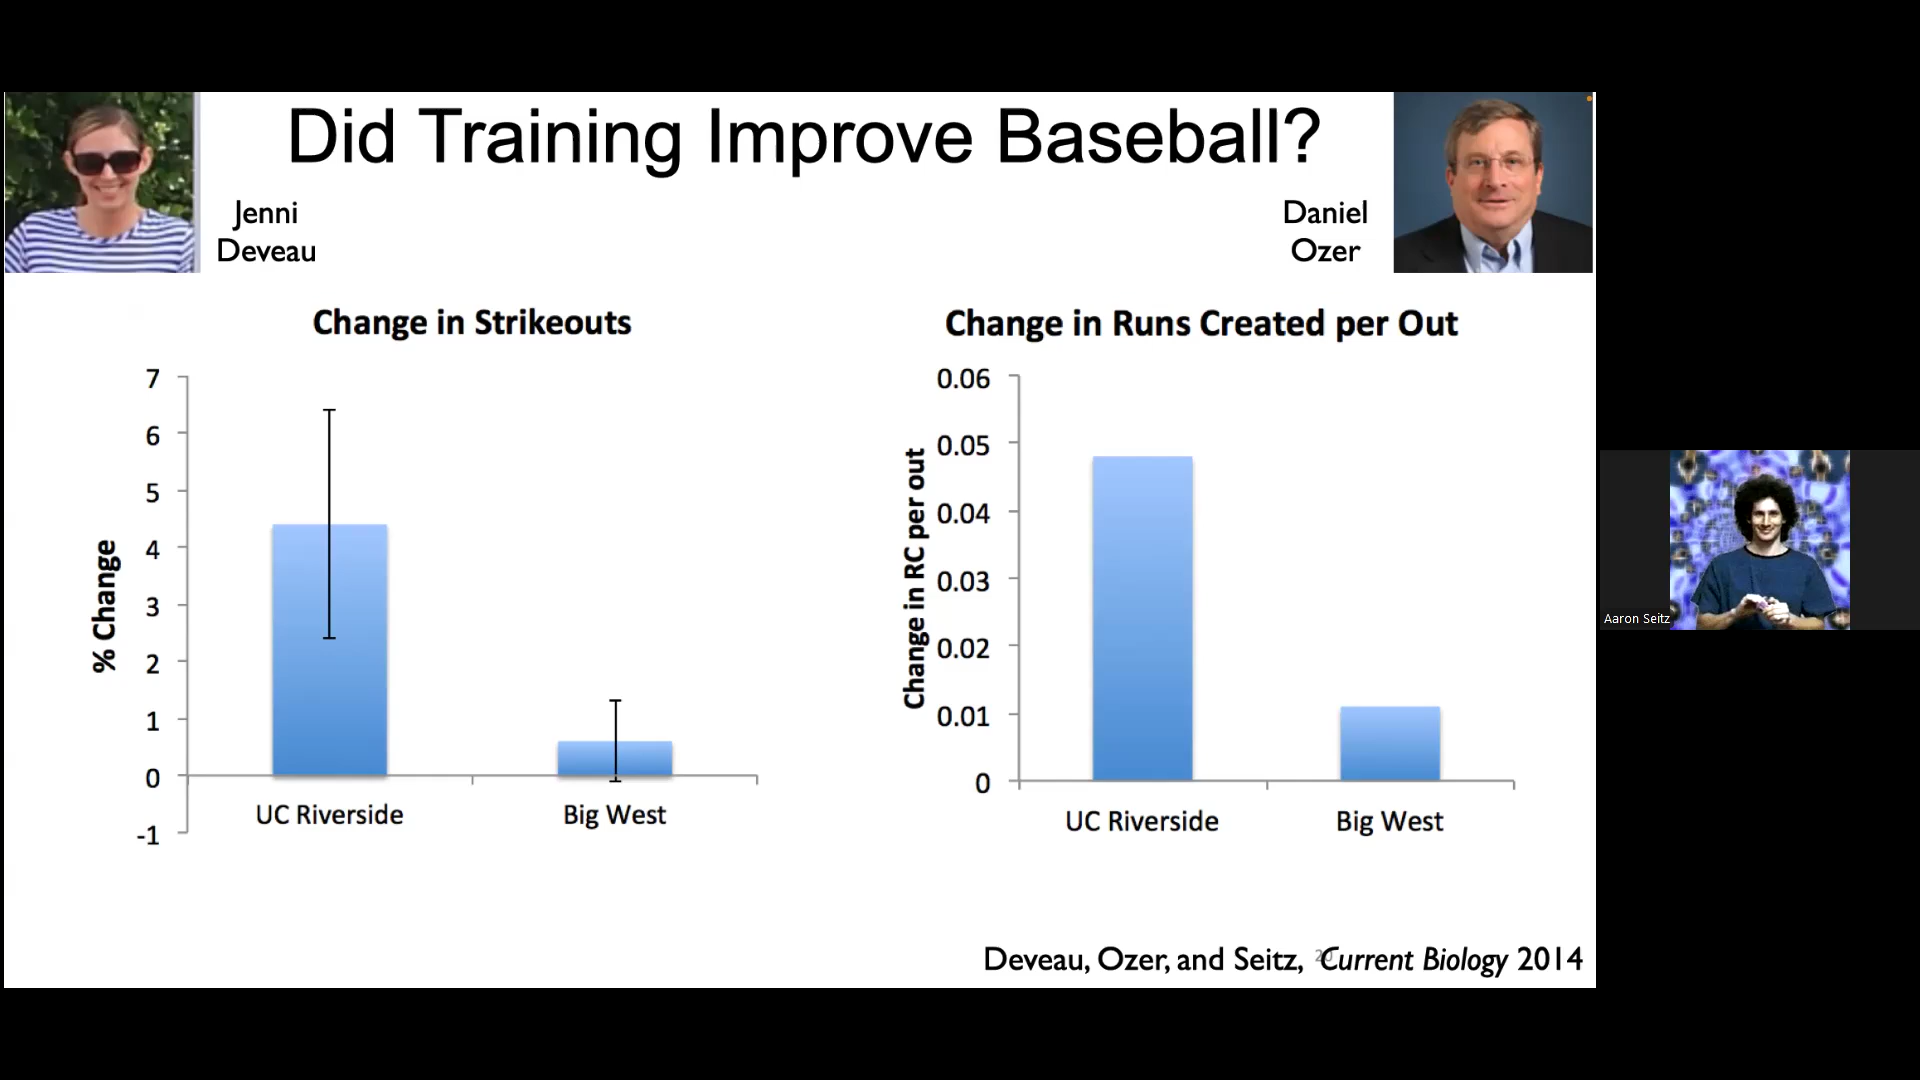 Did Training Improve Baseball?
Jenni
Deveau
Daniel
Ozer
Change in Strikeouts
7
6
5
4
3
2
1
0
-1
% Change
UC Riverside
Big West
Change in Runs Created per Out
0.06
0.05
0.04
0.03
0.02
0.01
0
Change in RC per out
UC Riverside
Big West
Aaron Seitz
Deveau, Ozer, and Seitz, Current Biology 2014
20